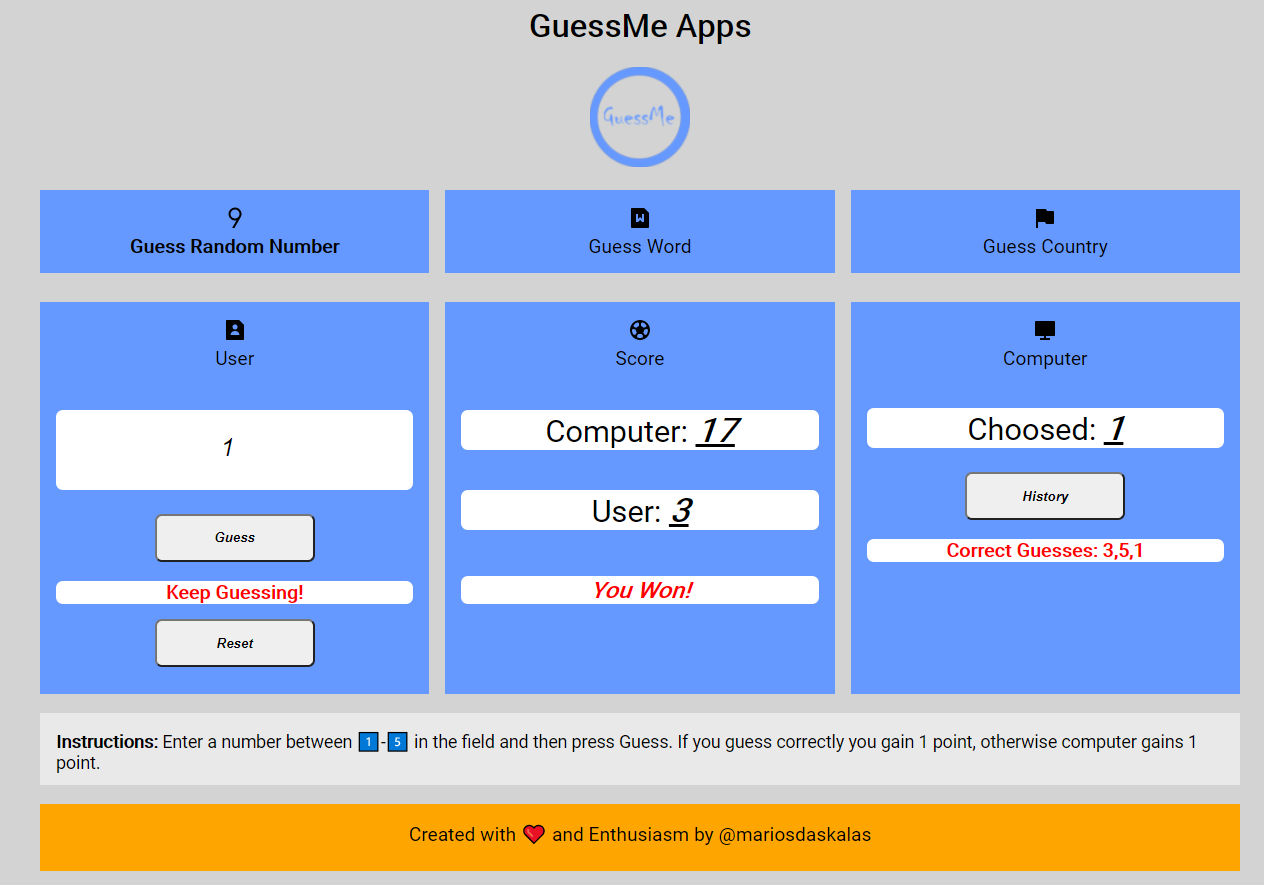 GuessMe Apps
GuessMe
Guess Random Number
Guess Word
Guess Country
User
1
Guess
Keep Guessing!
Reset
Score
Computer: 17
User: 3
You Won!
Computer
Choosed: 1
History
Correct Guesses: 3,5,1
Instructions: Enter a number between 1-5 in the field and then press Guess. If you guess correctly you gain 1 point, otherwise computer gains 1
point.
Created with ❤️ and Enthusiasm by @mariosdaskalas